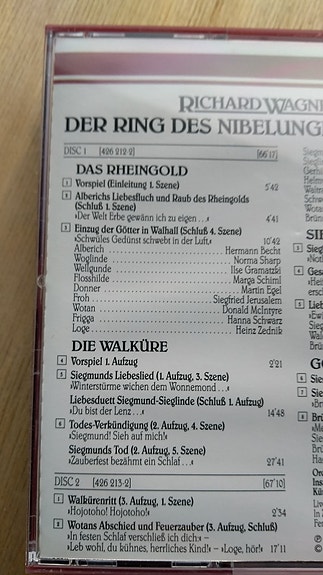 RICHARD WAGNE
DER RING DES NIBELUNG
DISC 1 [426 212-2] [66'17]
DAS RHEINGOLD
1 Vorspiel (Einleitung 1. Szene) 5'42
2 Alberichs Liebesfluch und Raub des Rheingolds
(Schluß 1. Szene)
›Der Welt Erbe gewänn ich zu eigen . . .‹ 4'41
3 Einzug der Götter in Walhall (Schluß 4. Szene)
›Schwüles Gedünst schwebt in der Luft‹ 10'42
Alberich Hermann Becht
Woglinde Norma Sharp
Wellgunde Ilse Gramatzki
Flosshilde Marga Schiml
Donner Martin Egel
Froh Siegfried Jerusalem
Wotan Donald McIntyre
Frigga Hanna Schwarz
Loge Heinz Zednik
DIE WALKÜRE
4 Vorspiel 1. Aufzug 2'21
5 Siegmunds Liebeslied (1. Aufzug, 3. Szene)
›Winterstürme wichen dem Wonnemond . . .‹
Liebesduett Siegmund-Sieglinde (Schluß 1. Aufzug)
›Du bist der Lenz . . .‹ 14'48
6 Todes-Verkündigung (2. Aufzug, 4. Szene)
›Siegmund! Sieh auf mich!‹
Siegmunds Tod (2. Aufzug, 5. Szene)
›Zauberfest bezähmt ein Schlaf . . .‹ 27'41
DISC 2 [426 213-2] [67'10]
1 Walkürenritt (3. Aufzug, 1. Szene)
›Hojotoho! Hojotoho!‹ 2'34
2 Wotans Abschied und Feuerzauber (3. Aufzug, Schluß)
›In festen Schlaf verschließ ich dich‹ –
›Leb wohl, du kühnes, herrliches Kind!‹ – ›Loge, hör!‹ 17'11